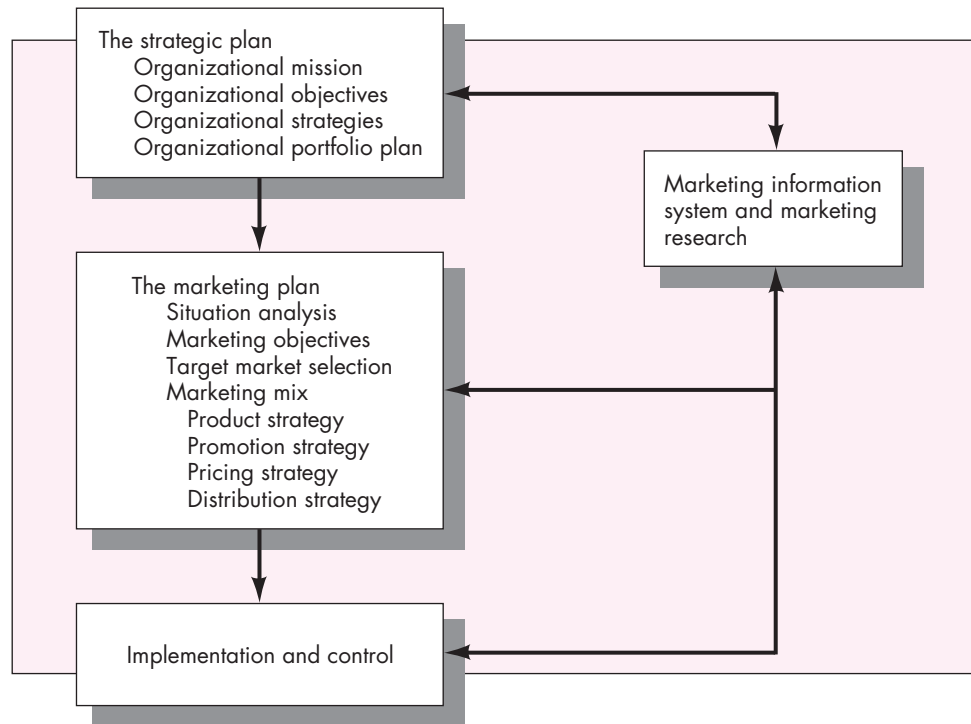 The strategic plan
Organizational mission
Organizational objectives
Organizational strategies
Organizational portfolio plan
Marketing information
system and marketing
research
The marketing plan
Situation analysis
Marketing objectives
Target market selection
Marketing mix
Product strategy
Promotion strategy
Pricing strategy
Distribution strategy
Implementation and control